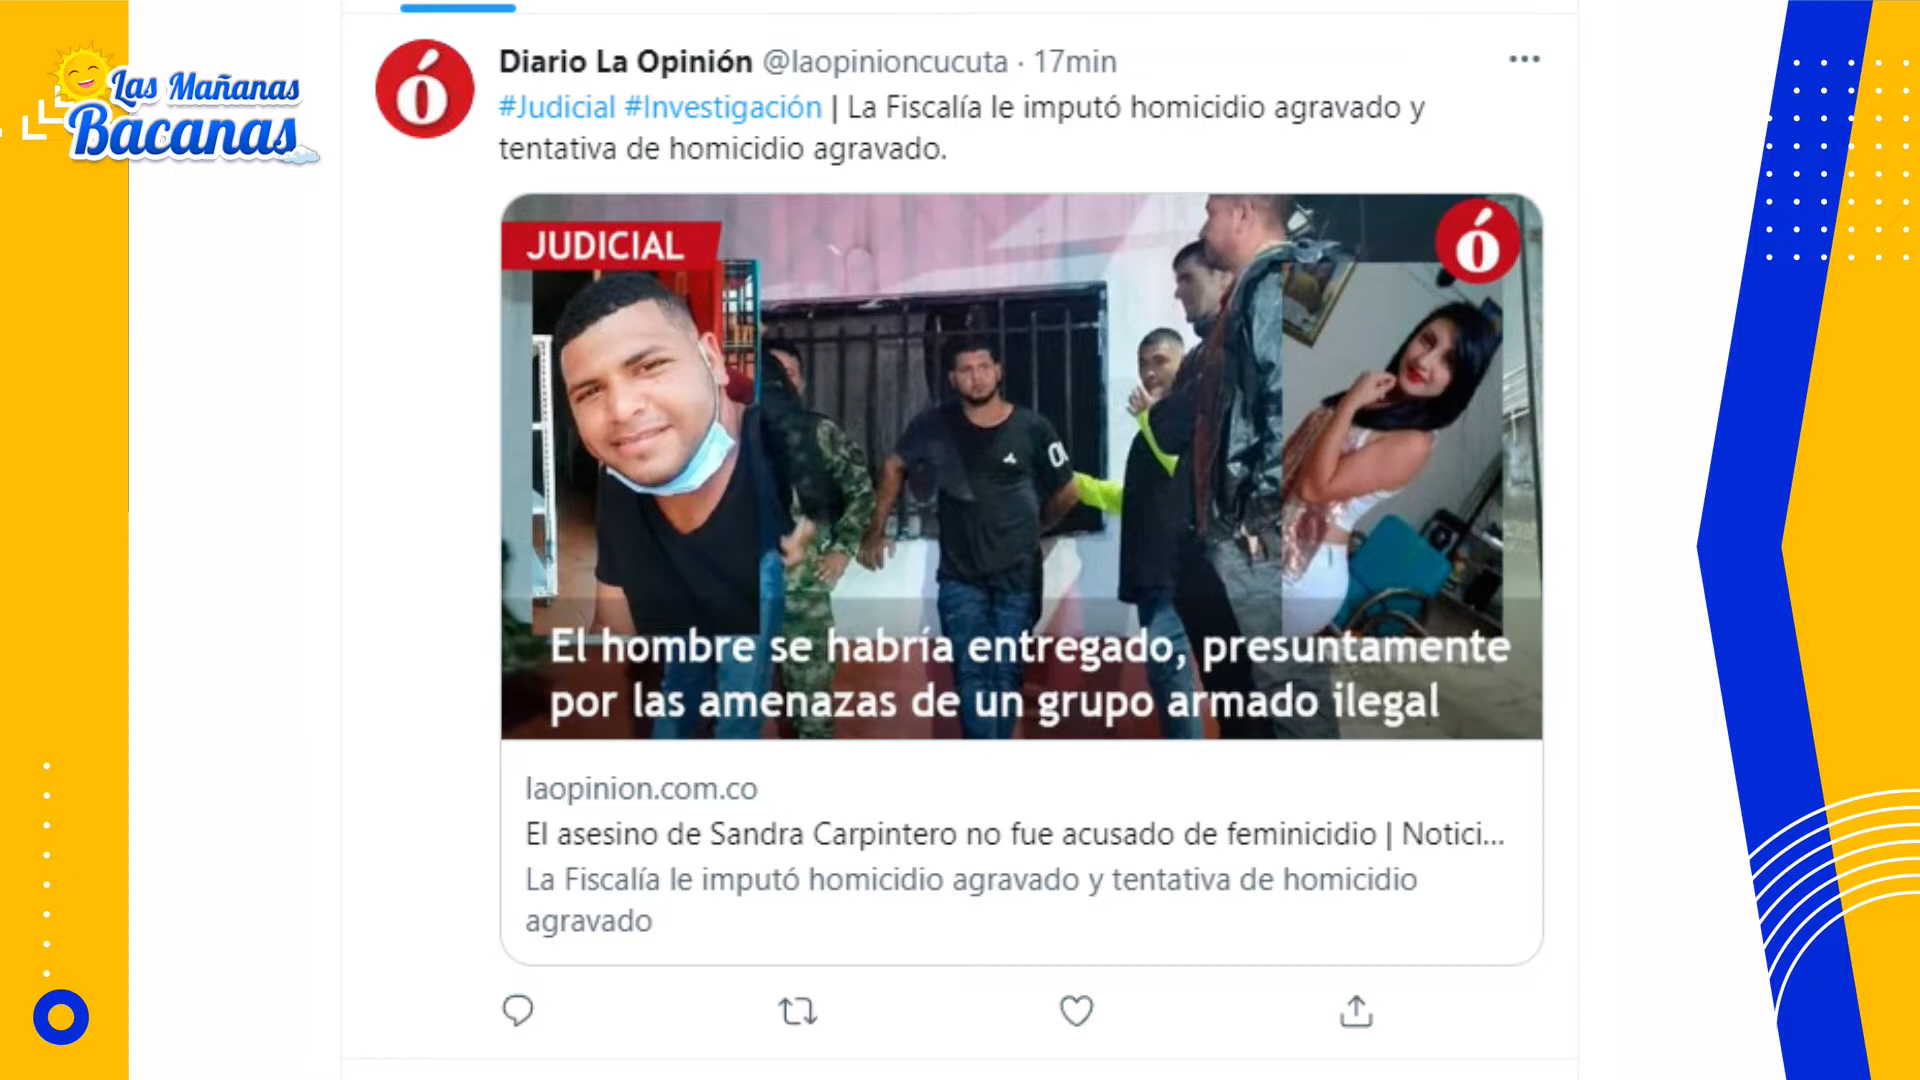 Las Mañanas
Bacanas
Diario La Opinión @laopinioncucuta · 17min
#Judicial #Investigación | La Fiscalía le imputó homicidio agravado y
tentativa de homicidio agravado.
JUDICIAL
ó
ó
El hombre se habría entregado, presuntamente
por las amenazas de un grupo armado ilegal
laopinion.com.co
El asesino de Sandra Carpintero no fue acusado de feminicidio | Notici...
La Fiscalía le imputó homicidio agravado y tentativa de homicidio
agravado